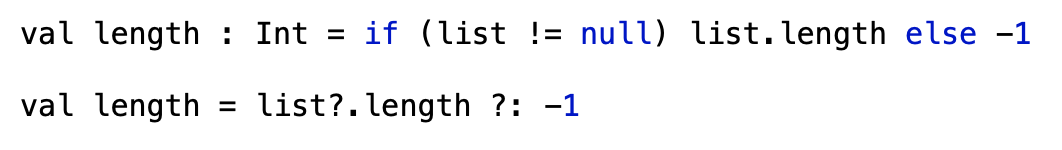 val length : Int = if (list != null) list.length else -1
val length = list?.length ?: -1